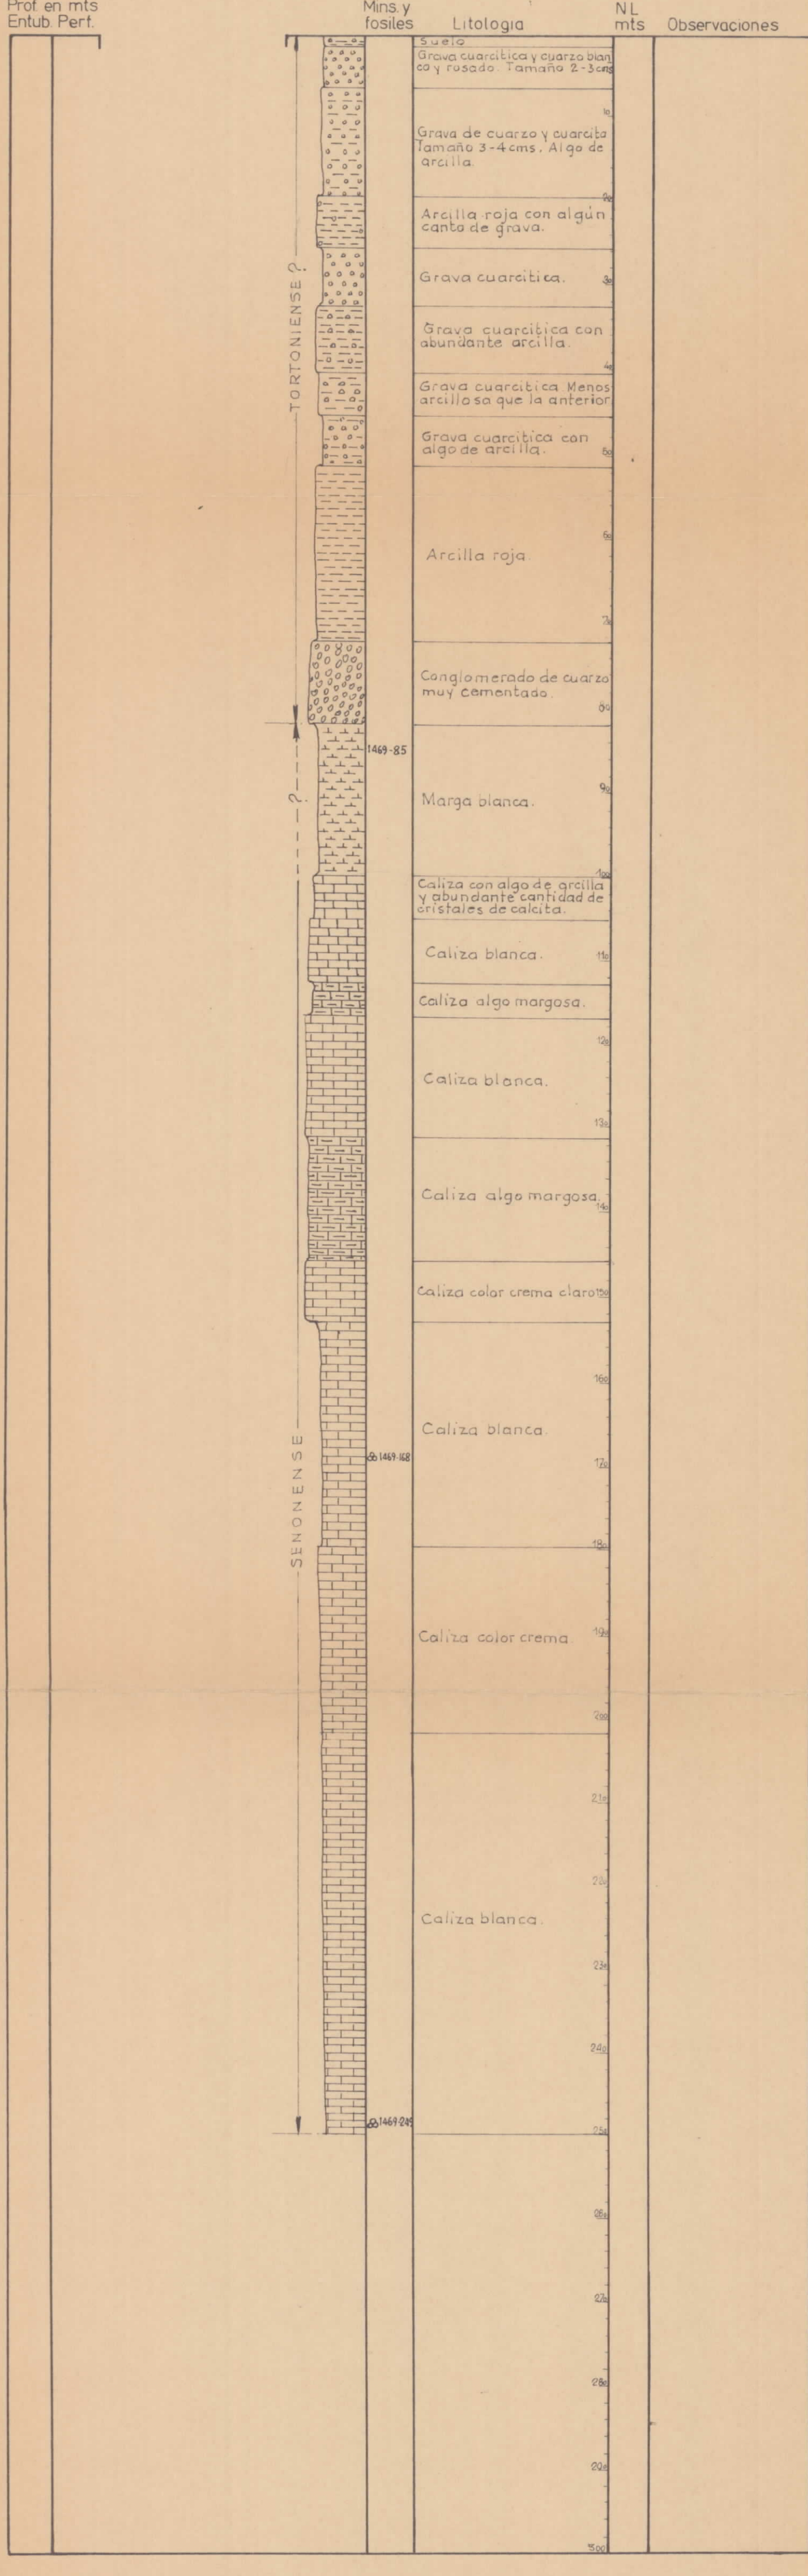 Prof. en mts
Entub. Perf.
Mins. y
fosiles
Litologia
NL
mts
Observaciones
Suelo
Grava cuarcitica y cuarzo blan
co y rosado. Tamaño 2-3cms
10
Grava de cuarzo y cuarcita
Tamaño 3-4cms. Algo de
arcilla.
20
Arcilla roja con algún
canto de grava.
TORTONIENSE?
Grava cuarcitica.
30
Grava cuarcitica con
abundante arcilla.
40
Grava cuarcitica Menos
arcillosa que la anterior
Grava cuarcitica con
algo de arcilla.
50
60
Arcilla roja.
70
Conglomerado de cuarzo
muy cementado.
80
1469-85
90
?
Marga blanca.
100
Caliza con algo de arcilla
y abundante cantidad de
cristales de calcita.
Caliza blanca.
110
Caliza algo margosa.
120
Caliza blanca.
130
Caliza algo margosa.
140
Caliza color crema claro
150
160
Caliza blanca.
SENONENSE
1469-168
170
180
Caliza color crema.
190
200
210
220
Caliza blanca.
230
240
1469-249
250
260
270
280
290
300